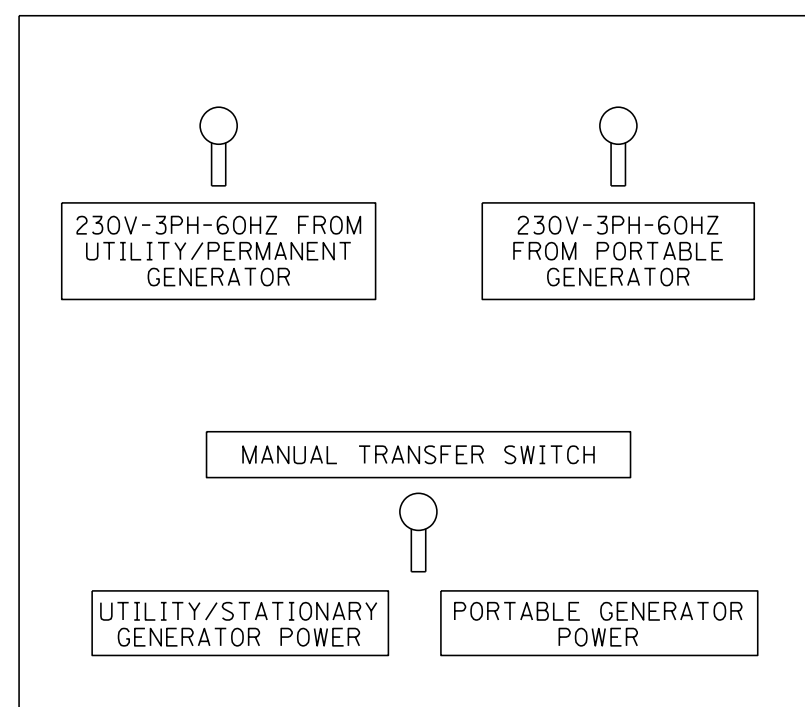 230V-3PH-60HZ FROM
UTILITY/PERMANENT
GENERATOR
230V-3PH-60HZ
FROM PORTABLE
GENERATOR
MANUAL TRANSFER SWITCH
UTILITY/STATIONARY
GENERATOR POWER
PORTABLE GENERATOR
POWER